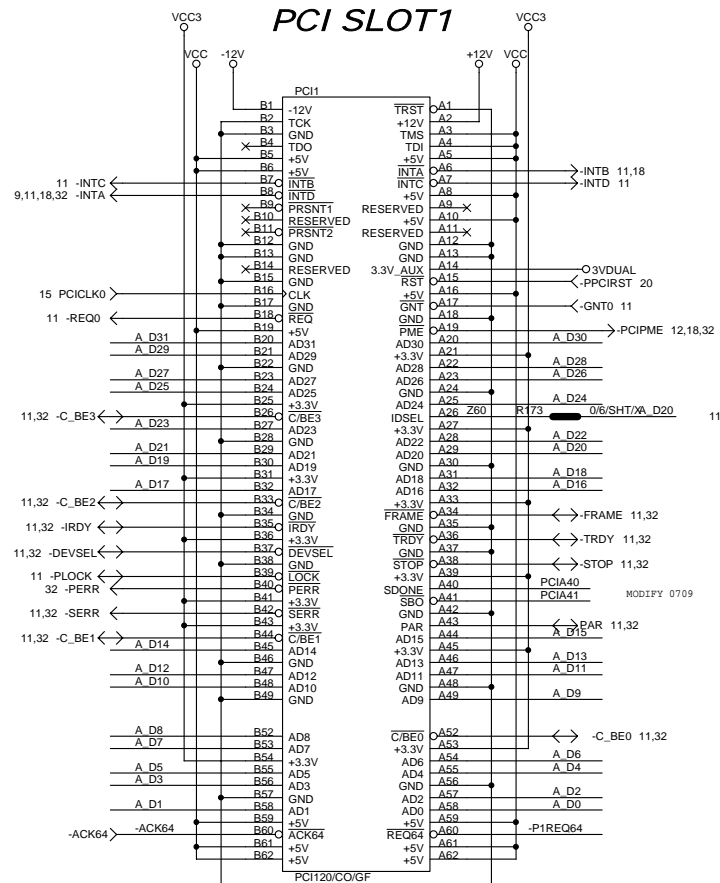 PCI SLOT1
VCC3 VCC3
VCC -12V +12V VCC
PCI1
B1 -12V TRST A1
B2 TCK +12V A2
B3 GND TMS A3
B4 TDO TDI A4
B5 +5V +5V A5
B6 +5V INTA A6 -INTB 11,18
11 -INTC B7 INTB INTC A7 -INTD 11
9,11,18,32 -INTA B8 INTD +5V A8
B9 PRSNT1 RESERVED A9
B10 RESERVED +5V A10
B11 PRSNT2 RESERVED A11
B12 GND GND A12
B13 GND GND A13
B14 RESERVED 3.3V_AUX A14 3VDUAL
B15 GND RST A15 -PPCIRST 20
15 PCICLK0 B16 CLK +5V A16
B17 GND GNT A17 -GNT0 11
11 -REQ0 B18 REQ GND A18
B19 +5V PME A19 -PCIPME 12,18,32
A_D31 B20 AD31 AD30 A20 A_D30
A_D29 B21 AD29 +3.3V A21
B22 GND AD28 A22 A_D28
A_D27 B23 AD27 AD26 A23 A_D26
A_D25 B24 AD25 GND A24
B25 +3.3V AD24 A25 A_D24
11,32 -C_BE3 B26 C/BE3 IDSEL A26 Z60 R173 0/6/SHT/X A_D20 11
A_D23 B27 AD23 +3.3V A27
B28 GND AD22 A28 A_D22
A_D21 B29 AD21 AD20 A29 A_D20
A_D19 B30 AD19 GND A30
B31 +3.3V AD18 A31 A_D18
A_D17 B32 AD17 AD16 A32 A_D16
11,32 -C_BE2 B33 C/BE2 +3.3V A33
B34 GND FRAME A34 -FRAME 11,32
11,32 -IRDY B35 IRDY GND A35
B36 +3.3V TRDY A36 -TRDY 11,32
11,32 -DEVSEL B37 DEVSEL GND A37
B38 GND STOP A38 -STOP 11,32
11 -PLOCK B39 LOCK +3.3V A39
32 -PERR B40 PERR SDONE A40 PCIA40
B41 +3.3V SBO A41 PCIA41 MODIFY 0709
11,32 -SERR B42 SERR GND A42
B43 +3.3V PAR A43 PAR 11,32
11,32 -C_BE1 B44 C/BE1 AD15 A44 A_D15
A_D14 B45 AD14 +3.3V A45
B46 GND AD13 A46 A_D13
A_D12 B47 AD12 AD11 A47 A_D11
A_D10 B48 AD10 GND A48
B49 GND AD9 A49 A_D9
A_D8 B52 AD8 C/BE0 A52 -C_BE0 11,32
A_D7 B53 AD7 +3.3V A53
B54 +3.3V AD6 A54 A_D6
A_D5 B55 AD5 AD4 A55 A_D4
A_D3 B56 AD3 GND A56
B57 GND AD2 A57 A_D2
A_D1 B58 AD1 AD0 A58 A_D0
B59 +5V +5V A59
-ACK64 -ACK64 B60 ACK64 REQ64 A60 -P1REQ64
B61 +5V +5V A61
B62 +5V +5V A62
PCI120/CO/GF